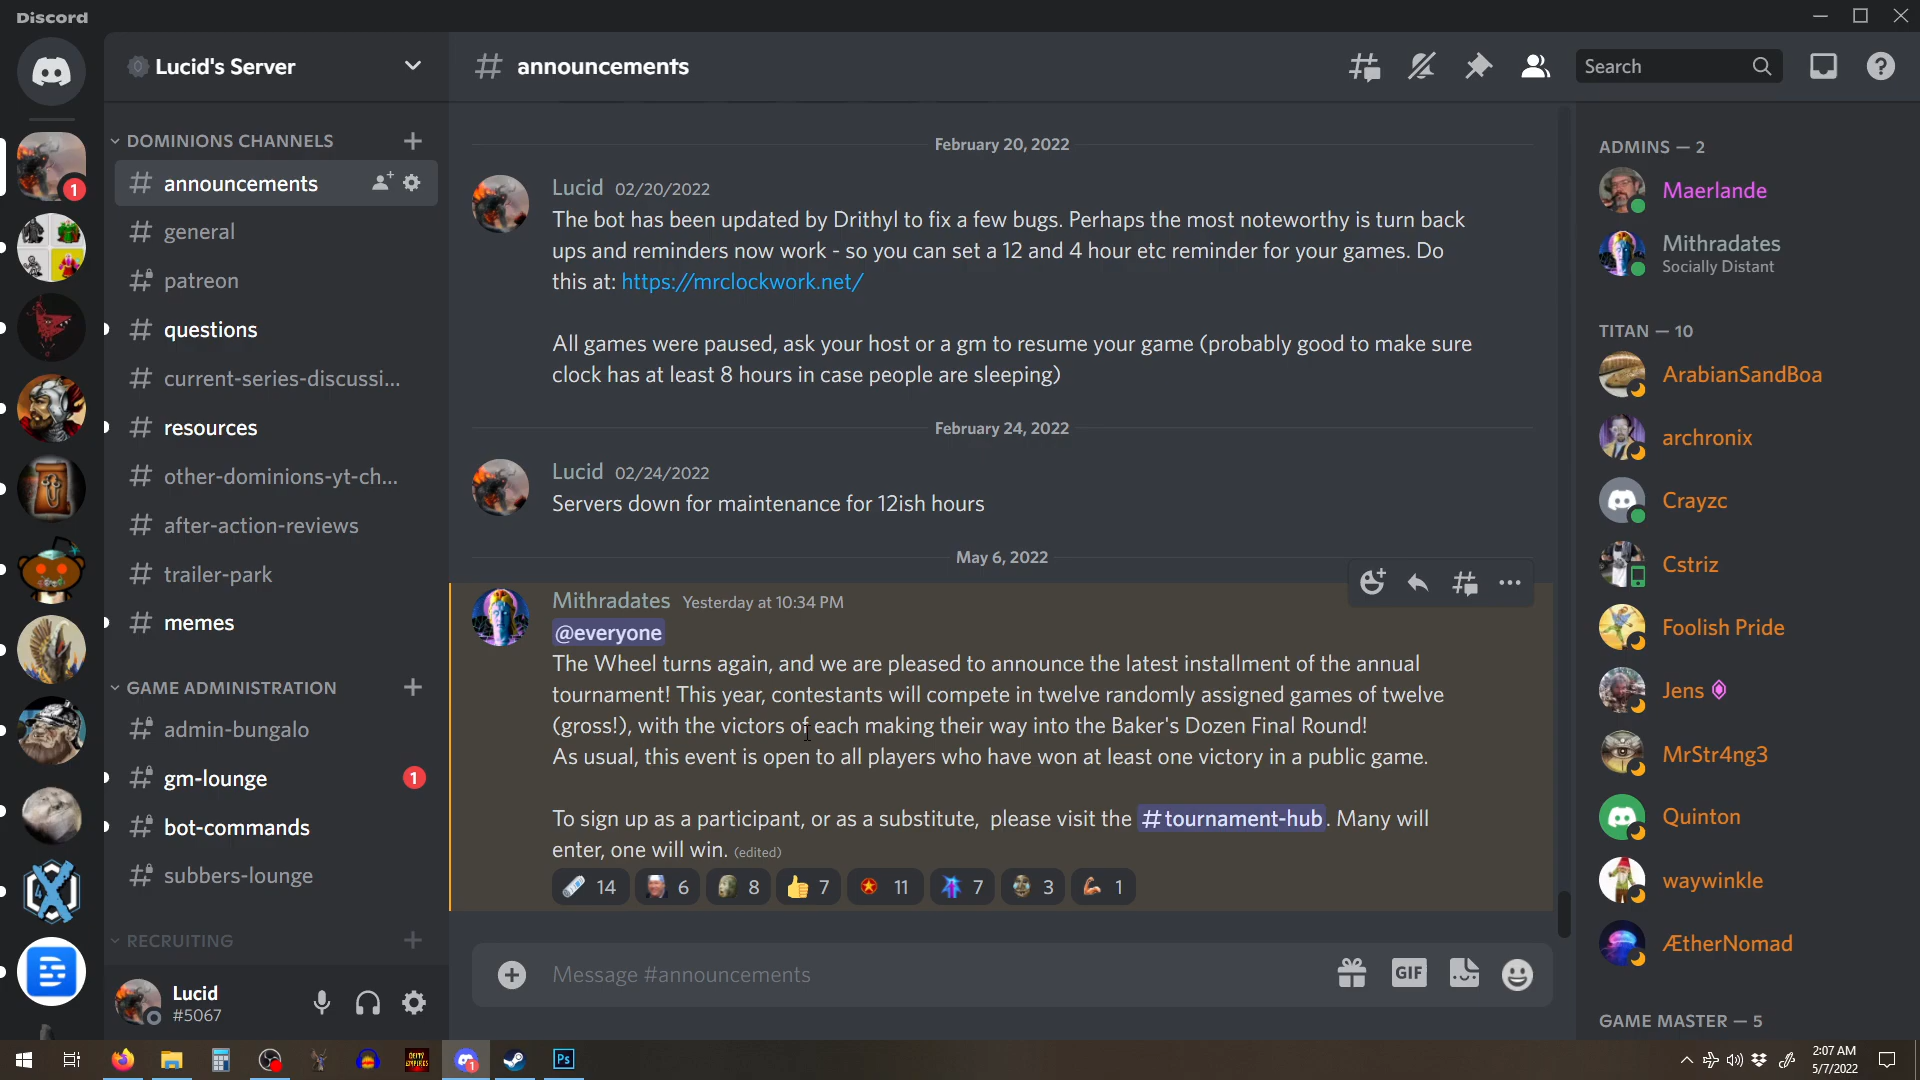 Discord
Lucid's Server
DOMINIONS CHANNELS
announcements
general
patreon
questions
current-series-discussi...
resources
other-dominions-yt-ch...
after-action-reviews
trailer-park
memes
GAME ADMINISTRATION
admin-bungalo
gm-lounge
1
bot-commands
subbers-lounge
RECRUITING
1
Lucid
#5067
# announcements
Search
February 20, 2022
Lucid 02/20/2022
The bot has been updated by Drithyl to fix a few bugs. Perhaps the most noteworthy is turn back
ups and reminders now work - so you can set a 12 and 4 hour etc reminder for your games. Do
this at: https://mrclockwork.net/
All games were paused, ask your host or a gm to resume your game (probably good to make sure
clock has at least 8 hours in case people are sleeping)
February 24, 2022
Lucid 02/24/2022
Servers down for maintenance for 12ish hours
May 6, 2022
Mithradates Yesterday at 10:34 PM
@everyone
The Wheel turns again, and we are pleased to announce the latest installment of the annual
tournament! This year, contestants will compete in twelve randomly assigned games of twelve
(gross!), with the victors of each making their way into the Baker's Dozen Final Round!
As usual, this event is open to all players who have won at least one victory in a public game.
To sign up as a participant, or as a substitute, please visit the #tournament-hub. Many will
enter, one will win. (edited)
14 6 8 7 11 7 3 1
Message #announcements
GIF
ADMINS — 2
Maerlande
Mithradates
Socially Distant
TITAN — 10
ArabianSandBoa
archronix
Crayzc
Cstriz
Foolish Pride
Jens
MrStr4ng3
Quinton
waywinkle
ÆtherNomad
GAME MASTER — 5
1
Ps
2:07 AM
5/7/2022